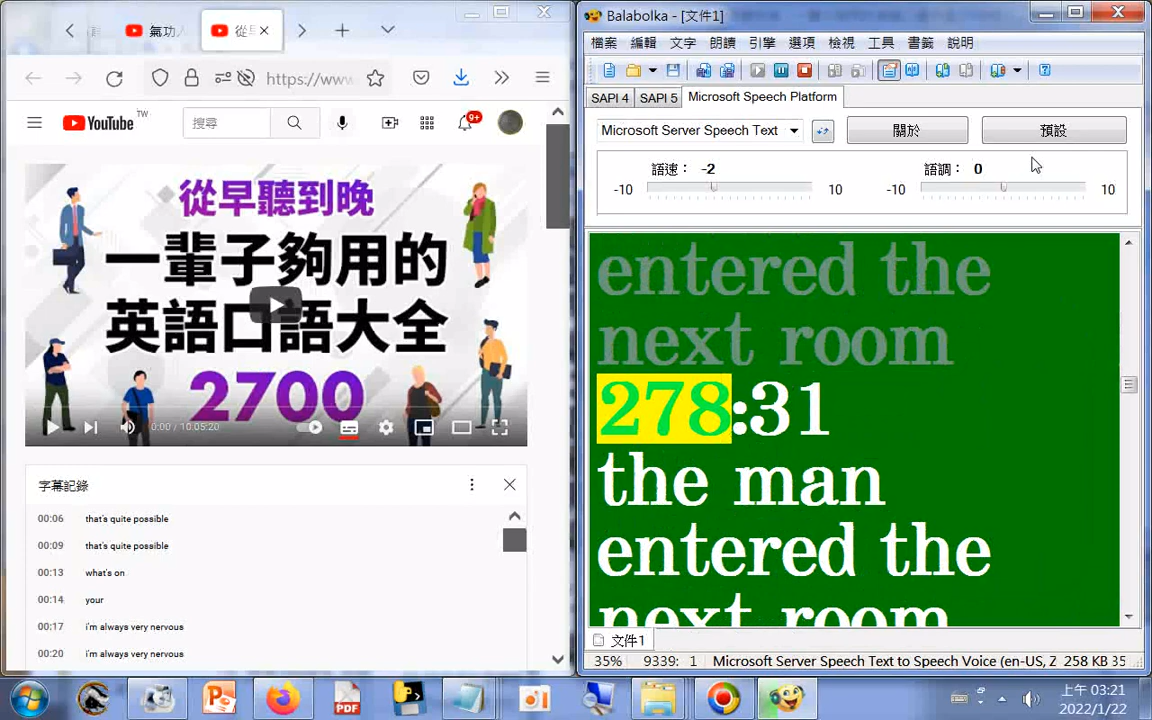 氣功人
從
https://www
YouTube TW
搜尋
9+
從早聽到晚
一輩子夠用的
英語口語大全
2700
0:00 / 10:05:20
字幕記錄
00:06 that's quite possible
00:09 that's quite possible
00:13 what's on
00:14 your
00:17 i'm always very nervous
00:20 i'm always very nervous
Balabolka - [文件1]
檔案 編輯 文字 朗讀 引擎 選項 檢視 工具 書籤 說明
SAPI 4 SAPI 5 Microsoft Speech Platform
Microsoft Server Speech Text 關於 預設
語速： -2 語調： 0
-10 10 -10 10
entered the
next room
278:31
the man
entered the
next room
文件1
35% 9339: 1 Microsoft Server Speech Text to Speech Voice (en-US, Z 258 KB 35
PDF
上午 03:21
2022/1/22